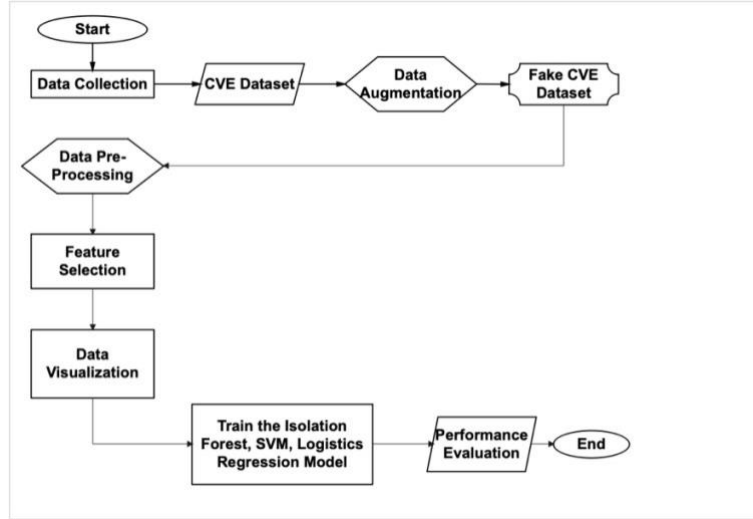 Start
Data Collection
CVE Dataset
Data
Augmentation
Fake CVE
Dataset
Data Pre-
Processing
Feature
Selection
Data
Visualization
Train the Isolation
Forest, SVM, Logistics
Regression Model
Performance
Evaluation
End